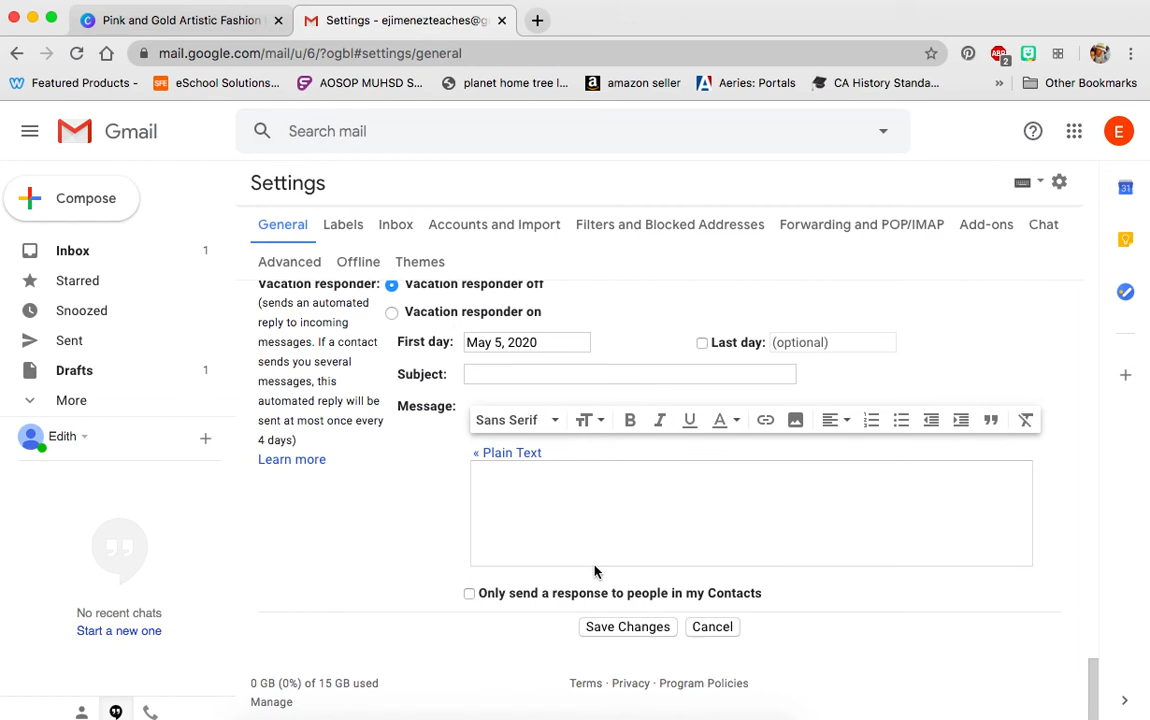 Pink and Gold Artistic Fashion
Settings - ejimenezteaches@g
mail.google.com/mail/u/6/?ogbl#settings/general
ABP
2
Featured Products -
SFE
eSchool Solutions...
AOSOP MUHSD S...
planet home tree l...
amazon seller
Aeries: Portals
CA History Standa...
»
Other Bookmarks
Gmail
Search mail
E
Compose
Settings
31
General
Labels
Inbox
Accounts and Import
Filters and Blocked Addresses
Forwarding and POP/IMAP
Add-ons
Chat
Advanced
Offline
Themes
Inbox
1
Starred
Snoozed
Sent
Drafts
1
More
Edith
No recent chats
Start a new one
Vacation responder:
(sends an automated
reply to incoming
messages. If a contact
sends you several
messages, this
automated reply will be
sent at most once every
4 days)
Learn more
Vacation responder off
Vacation responder on
First day:
May 5, 2020
Last day:
(optional)
Subject:
Message:
Sans Serif
« Plain Text
Only send a response to people in my Contacts
Save Changes
Cancel
0 GB (0%) of 15 GB used
Manage
Terms · Privacy · Program Policies